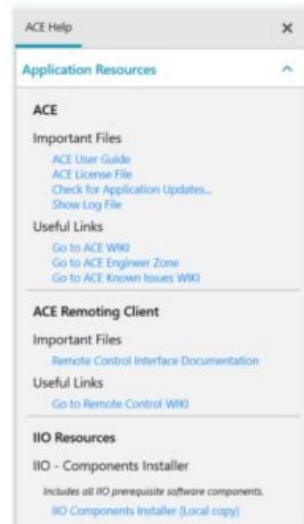 ACE Help
Application Resources
ACE
Important Files
ACE User Guide
ACE License File
Check for Application Updates...
Show Log File
Useful Links
Go to ACE WIKI
Go to ACE Engineer Zone
Go to ACE Known Issues WIKI
ACE Remoting Client
Important Files
Remote Control Interface Documentation
Useful Links
Go to Remote Control WIKI
IIO Resources
IIO - Components Installer
Includes all IIO prerequisite software components.
IIO Components Installer (Local copy)